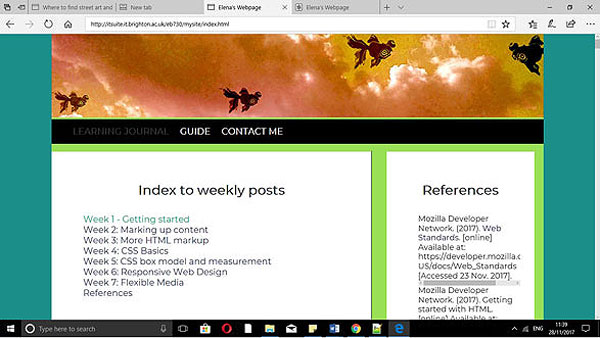 Where to find street art and
New tab
Elena's Webpage
Elena's Webpage
http://itsuite.it.brighton.ac.uk/eb730/mysite/index.html
LEARNING JOURNAL GUIDE CONTACT ME
Index to weekly posts
Week 1 - Getting started
Week 2: Marking up content
Week 3: More HTML markup
Week 4: CSS Basics
Week 5: CSS box model and measurement
Week 6: Responsive Web Design
Week 7: Flexible Media
References
References
Mozilla Developer
Network. (2017). Web
Standards. [online]
Available at:
https://developer.mozilla.c
US/docs/Web_Standards
[Accessed 23 Nov. 2017].
Mozilla Developer
Network. (2017). Getting
started with HTML.
[online] Available at:
Type here to search
11:39
28/11/2017